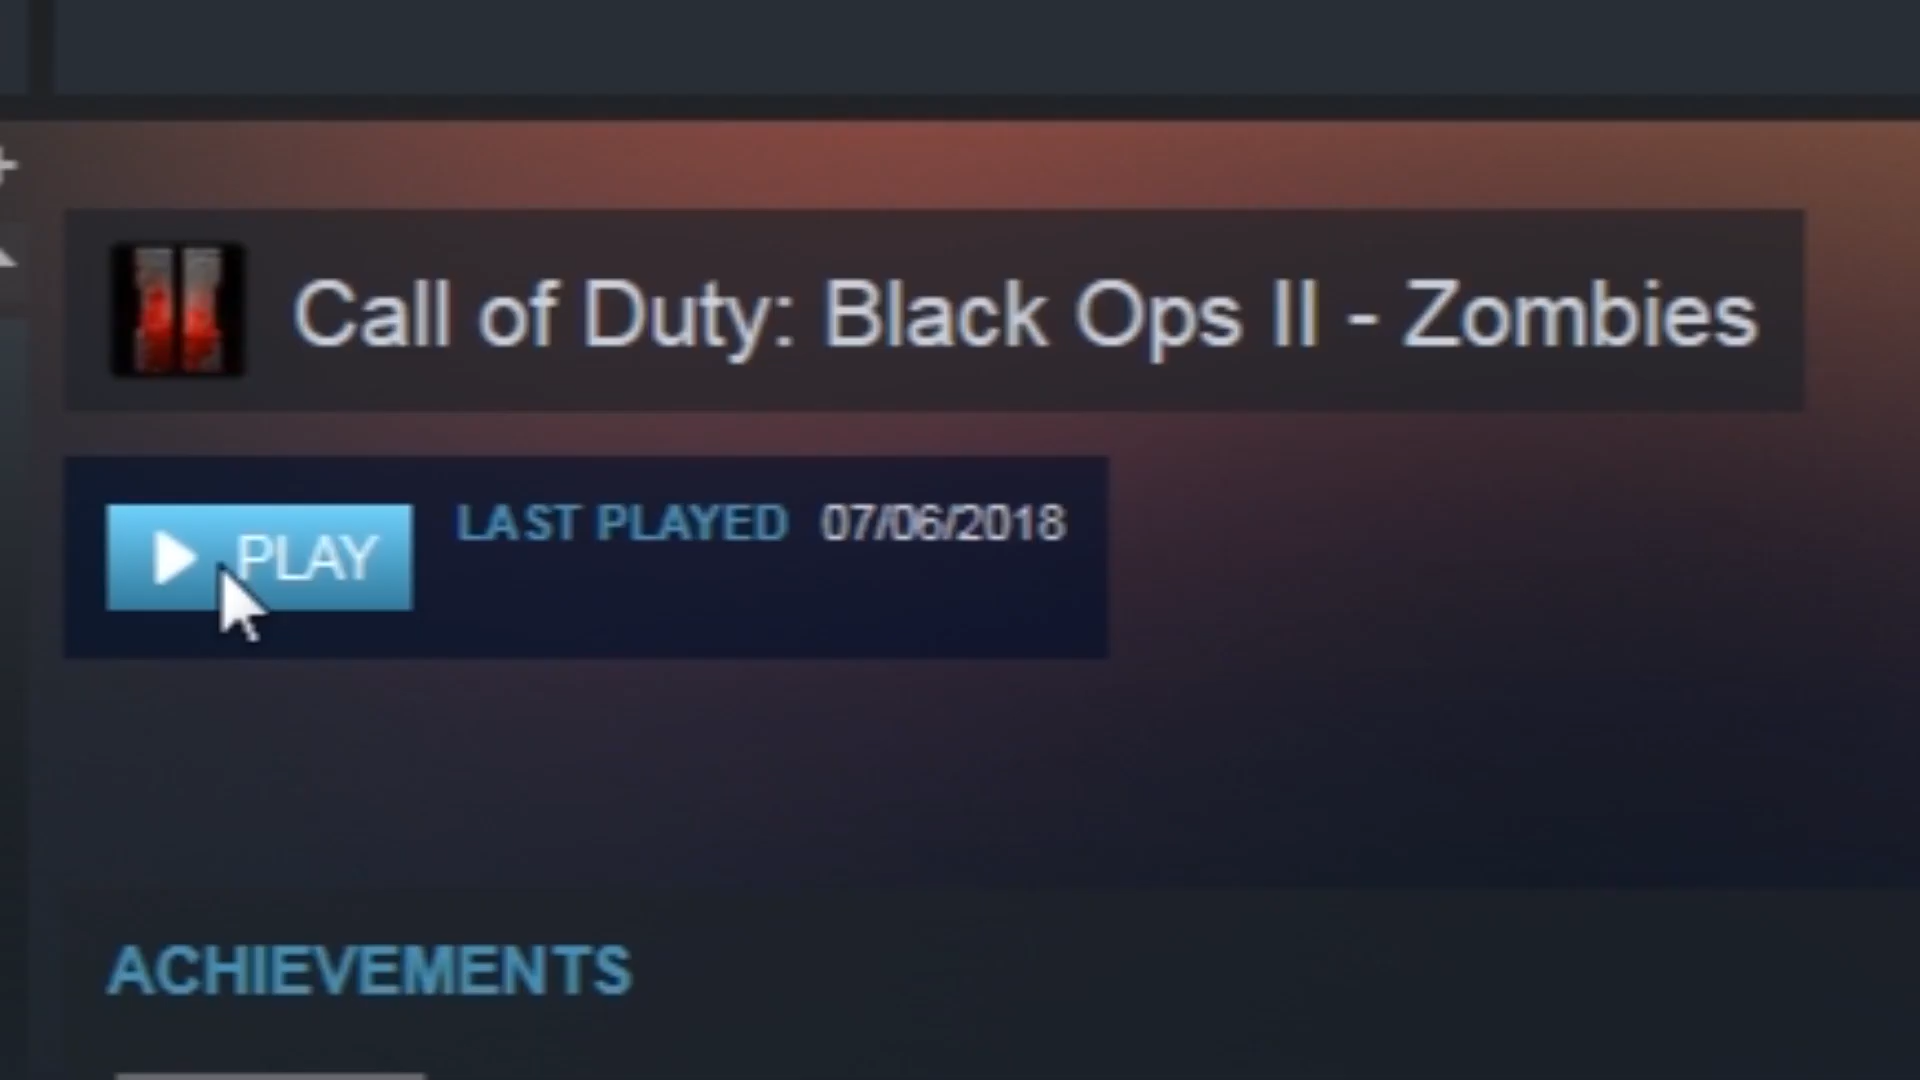 Call of Duty: Black Ops II - Zombies
PLAY
LAST PLAYED 07/06/2018
ACHIEVEMENTS